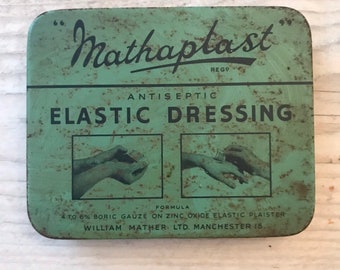 "Mathaplast"
REGD
ANTISEPTIC
ELASTIC DRESSING
FORMULA
4 TO 6% BORIC GAUZE ON ZINC OXIDE ELASTIC PLAISTER
WILLIAM MATHER LTD. MANCHESTER 15.